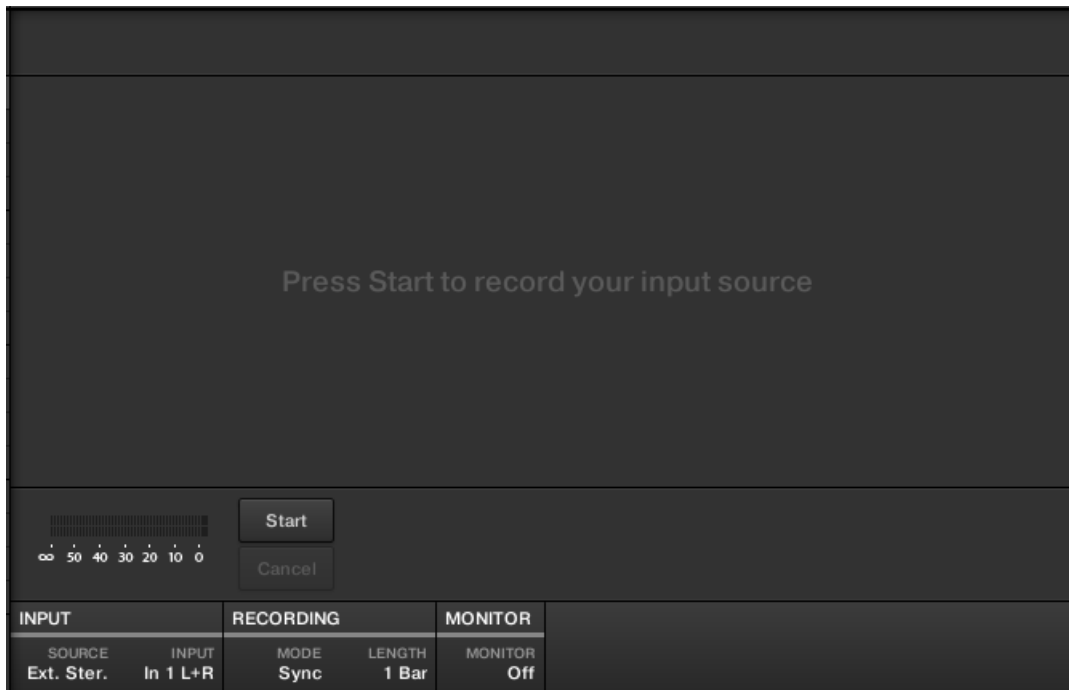 Press Start to record your input source
Start
∞ 50 40 30 20 10 0
Cancel
INPUT RECORDING MONITOR
SOURCE INPUT MODE LENGTH MONITOR
Ext. Ster. In 1 L+R Sync 1 Bar Off